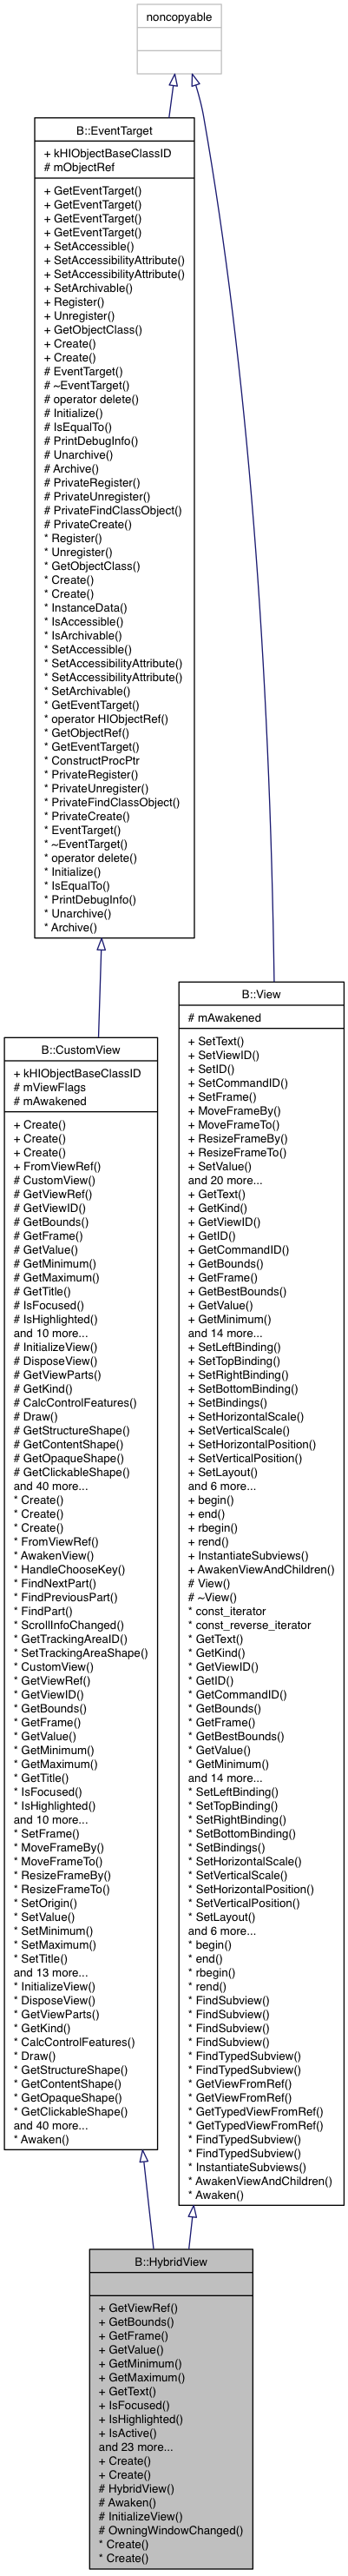 noncopyable
B::EventTarget
+ kHIObjectBaseClassID
# mObjectRef
+ GetEventTarget()
+ GetEventTarget()
+ GetEventTarget()
+ GetEventTarget()
+ SetAccessible()
+ SetAccessibilityAttribute()
+ SetAccessibilityAttribute()
+ SetArchivable()
+ Register()
+ Unregister()
+ GetObjectClass()
+ Create()
+ Create()
# EventTarget()
# ~EventTarget()
# operator delete()
# Initialize()
# IsEqualTo()
# PrintDebugInfo()
# Unarchive()
# Archive()
# PrivateRegister()
# PrivateUnregister()
# PrivateFindClassObject()
# PrivateCreate()
* Register()
* Unregister()
* GetObjectClass()
* Create()
* Create()
* InstanceData()
* IsAccessible()
* IsArchivable()
* SetAccessible()
* SetAccessibilityAttribute()
* SetAccessibilityAttribute()
* SetArchivable()
* GetEventTarget()
* operator HIObjectRef()
* GetObjectRef()
* GetEventTarget()
* ConstructProcPtr
* PrivateRegister()
* PrivateUnregister()
* PrivateFindClassObject()
* PrivateCreate()
* EventTarget()
* ~EventTarget()
* operator delete()
* Initialize()
* IsEqualTo()
* PrintDebugInfo()
* Unarchive()
* Archive()
B::CustomView
+ kHIObjectBaseClassID
# mViewFlags
# mAwakened
+ Create()
+ Create()
+ Create()
+ FromViewRef()
# CustomView()
# GetViewRef()
# GetViewID()
# GetBounds()
# GetFrame()
# GetValue()
# GetMinimum()
# GetMaximum()
# GetTitle()
# IsFocused()
# IsHighlighted()
and 10 more...
# InitializeView()
# DisposeView()
# GetViewParts()
# GetKind()
# CalcControlFeatures()
# Draw()
# GetStructureShape()
# GetContentShape()
# GetOpaqueShape()
# GetClickableShape()
and 40 more...
* Create()
* Create()
* Create()
* FromViewRef()
* AwakenView()
* HandleChooseKey()
* FindNextPart()
* FindPreviousPart()
* FindPart()
* ScrollInfoChanged()
* GetTrackingAreaID()
* SetTrackingAreaShape()
* CustomView()
* GetViewRef()
* GetViewID()
* GetBounds()
* GetFrame()
* GetValue()
* GetMinimum()
* GetMaximum()
* GetTitle()
* IsFocused()
* IsHighlighted()
and 10 more...
* SetFrame()
* MoveFrameBy()
* MoveFrameTo()
* ResizeFrameBy()
* ResizeFrameTo()
* SetOrigin()
* SetValue()
* SetMinimum()
* SetMaximum()
* SetTitle()
and 13 more...
* InitializeView()
* DisposeView()
* GetViewParts()
* GetKind()
* CalcControlFeatures()
* Draw()
* GetStructureShape()
* GetContentShape()
* GetOpaqueShape()
* GetClickableShape()
and 40 more...
* Awaken()
B::View
# mAwakened
+ SetText()
+ SetViewID()
+ SetID()
+ SetCommandID()
+ SetFrame()
+ MoveFrameBy()
+ MoveFrameTo()
+ ResizeFrameBy()
+ ResizeFrameTo()
+ SetValue()
and 20 more...
+ GetText()
+ GetKind()
+ GetViewID()
+ GetID()
+ GetCommandID()
+ GetBounds()
+ GetFrame()
+ GetBestBounds()
+ GetValue()
+ GetMinimum()
and 14 more...
+ SetLeftBinding()
+ SetTopBinding()
+ SetRightBinding()
+ SetBottomBinding()
+ SetBindings()
+ SetHorizontalScale()
+ SetVerticalScale()
+ SetHorizontalPosition()
+ SetVerticalPosition()
+ SetLayout()
and 6 more...
+ begin()
+ end()
+ rbegin()
+ rend()
+ InstantiateSubviews()
+ AwakenViewAndChildren()
# View()
# ~View()
* const_iterator
* const_reverse_iterator
* GetText()
* GetKind()
* GetViewID()
* GetID()
* GetCommandID()
* GetBounds()
* GetFrame()
* GetBestBounds()
* GetValue()
* GetMinimum()
and 14 more...
* SetLeftBinding()
* SetTopBinding()
* SetRightBinding()
* SetBottomBinding()
* SetBindings()
* SetHorizontalScale()
* SetVerticalScale()
* SetHorizontalPosition()
* SetVerticalPosition()
* SetLayout()
and 6 more...
* begin()
* end()
* rbegin()
* rend()
* FindSubview()
* FindSubview()
* FindSubview()
* FindSubview()
* FindTypedSubview()
* FindTypedSubview()
* GetViewFromRef()
* GetViewFromRef()
* GetTypedViewFromRef()
* GetTypedViewFromRef()
* FindTypedSubview()
* FindTypedSubview()
* InstantiateSubviews()
* AwakenViewAndChildren()
* Awaken()
B::HybridView
+ GetViewRef()
+ GetBounds()
+ GetFrame()
+ GetValue()
+ GetMinimum()
+ GetMaximum()
+ GetText()
+ IsFocused()
+ IsHighlighted()
+ IsActive()
and 23 more...
+ Create()
+ Create()
# HybridView()
# Awaken()
# InitializeView()
# OwningWindowChanged()
* Create()
* Create()